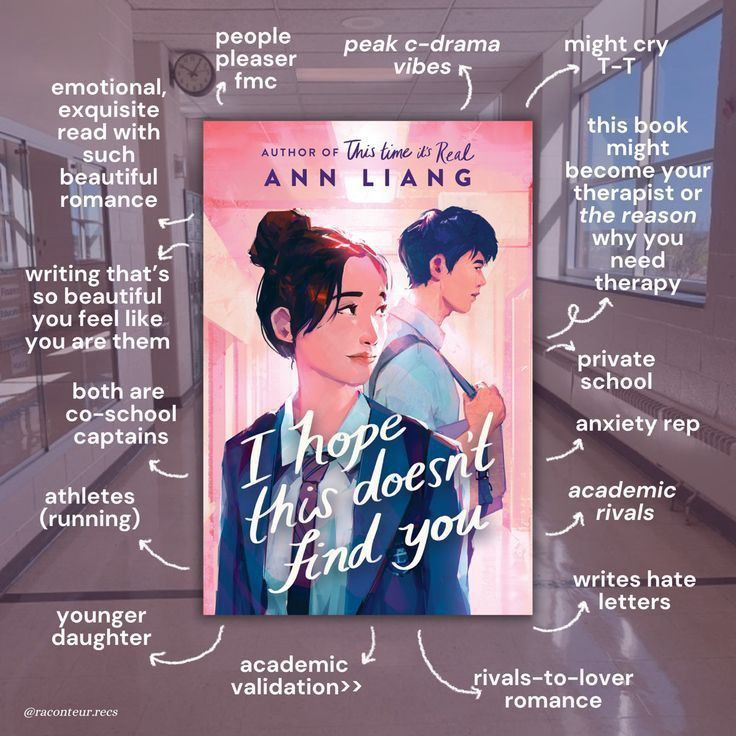 people
pleaser
fmc
peak c-drama
vibes
might cry
T-T
emotional,
exquisite
read with
such
beautiful
romance
this book
might
become your
therapist or
the reason
why you
need
therapy
AUTHOR OF This time it's Real
ANN LIANG
writing that's
so beautiful
you feel like
you are them
private
school
both are
co-school
captains
anxiety rep
I hope
this doesn't
find you
athletes
(running)
academic
rivals
writes hate
letters
younger
daughter
academic
validation>>
rivals-to-lover
romance
@raconteur.recs